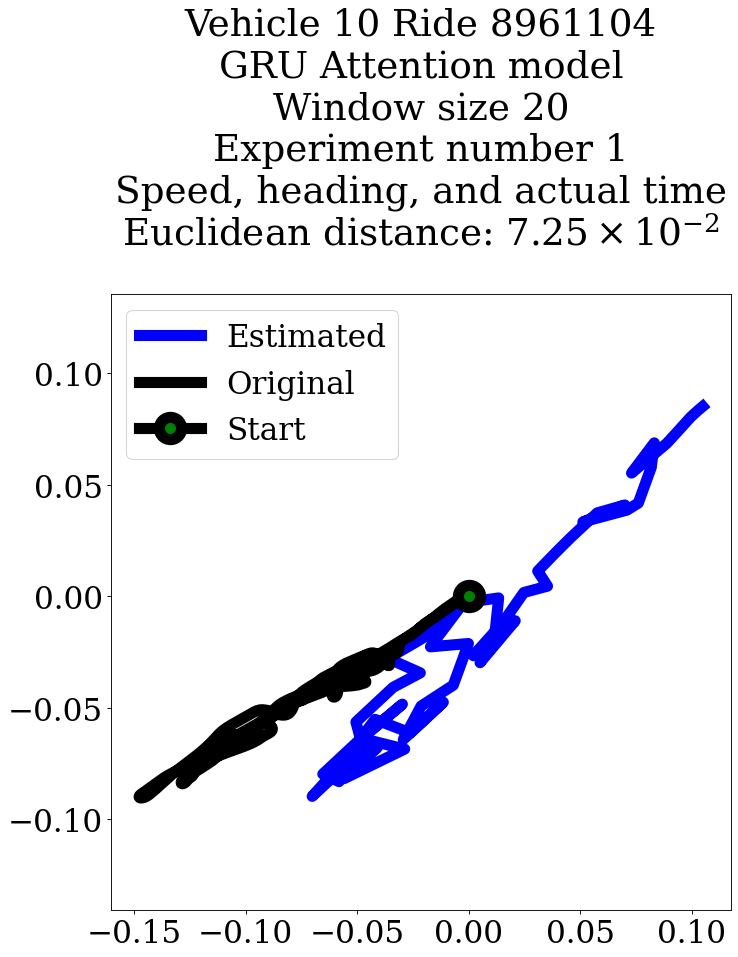 Vehicle 10 Ride 8961104
GRU Attention model
Window size 20
Experiment number 1
Speed, heading, and actual time
Euclidean distance: 7.25 × 10⁻²
Estimated
Original
Start
0.10
0.05
0.00
−0.05
−0.10
−0.15 −0.10 −0.05 0.00 0.05 0.10